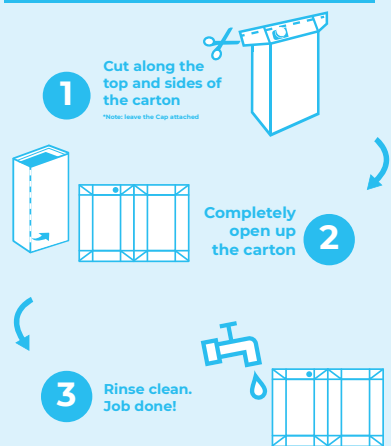 1
Cut along the
top and sides of
the carton
*Note: leave the Cap attached
Completely
open up
the carton
2
3
Rinse clean.
Job done!